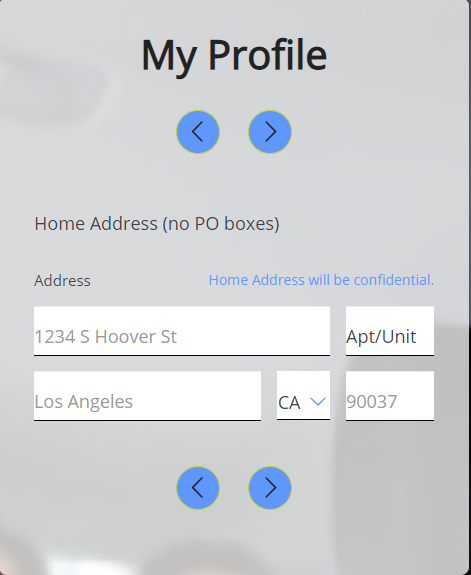 My Profile
Home Address (no PO boxes)
Address Home Address will be confidential.
1234 S Hoover St Apt/Unit
Los Angeles CA 90037